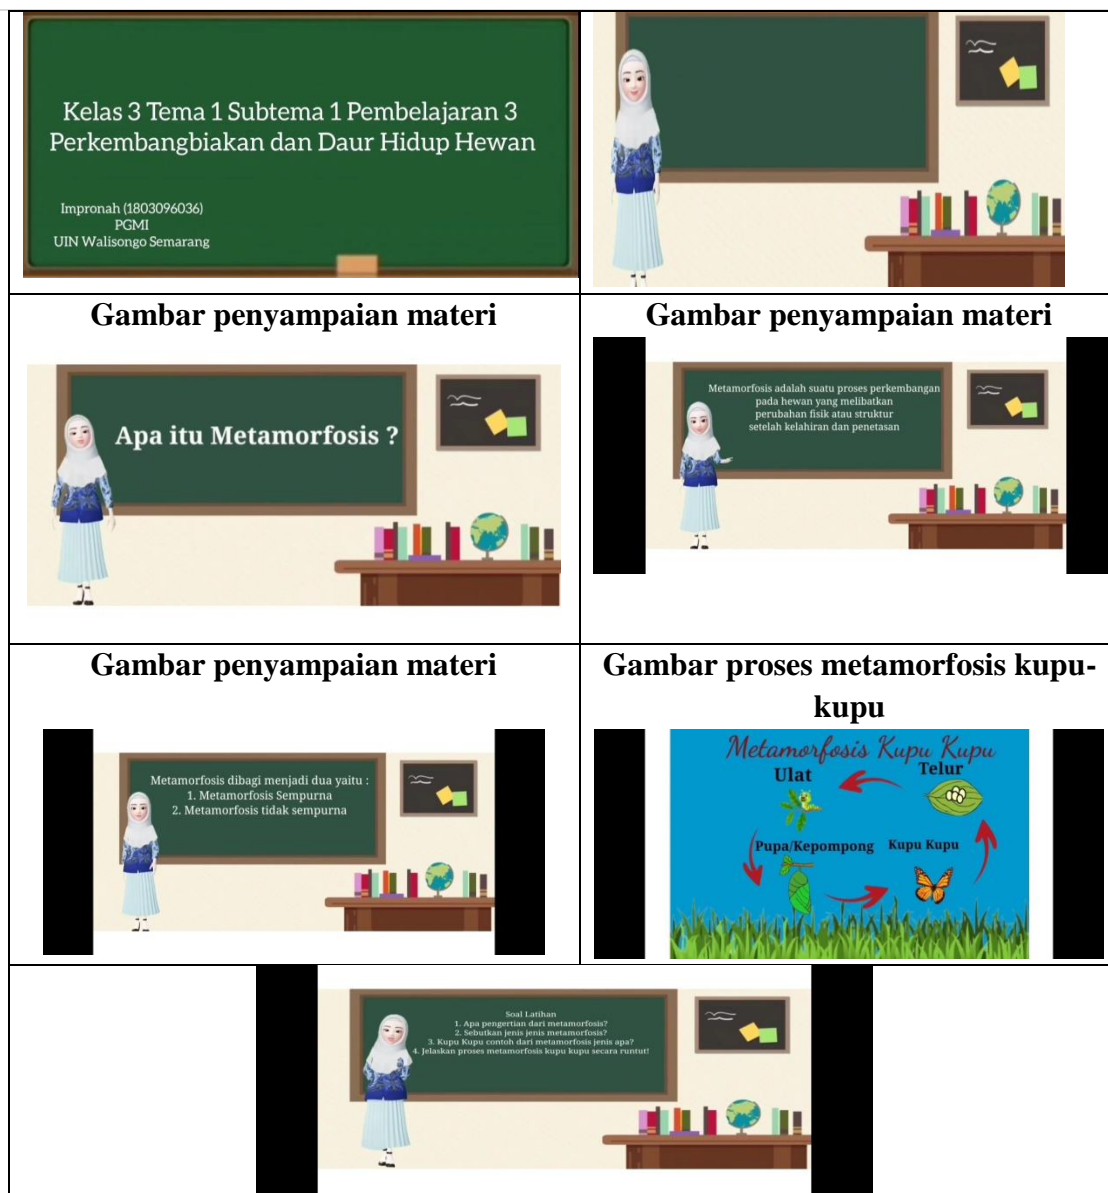 Kelas 3 Tema 1 Subtema 1 Pembelajaran 3
Perkembangbiakan dan Daur Hidup Hewan
Impronah (1803096036)
PGMI
UIN Walisongo Semarang
Gambar penyampaian materi
Gambar penyampaian materi
Apa itu Metamorfosis ?
Metamorfosis adalah suatu proses perkembangan
pada hewan yang melibatkan
perubahan fisik atau struktur
setelah kelahiran dan penetasan
Gambar penyampaian materi
Gambar proses metamorfosis kupu-
kupu
Metamorfosis dibagi menjadi dua yaitu :
1. Metamorfosis Sempurna
2. Metamorfosis tidak sempurna
Metamorfosis Kupu Kupu
Ulat
Telur
Pupa/Kepompong
Kupu Kupu
Soal Latihan
1. Apa pengertian dari metamorfosis?
2. Sebutkan jenis jenis metamorfosis?
3. Kupu Kupu contoh dari metamorfosis jenis apa?
4. Jelaskan proses metamorfosis kupu kupu secara runtut!